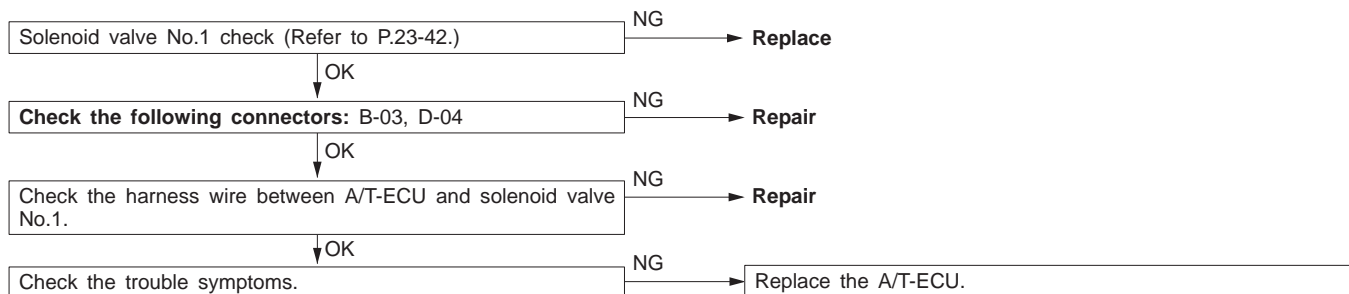 NG
Solenoid valve No.1 check (Refer to P.23-42.)
Replace
OK
NG
Check the following connectors: B-03, D-04
Repair
OK
NG
Check the harness wire between A/T-ECU and solenoid valve
No.1.
Repair
OK
NG
Check the trouble symptoms.
Replace the A/T-ECU.